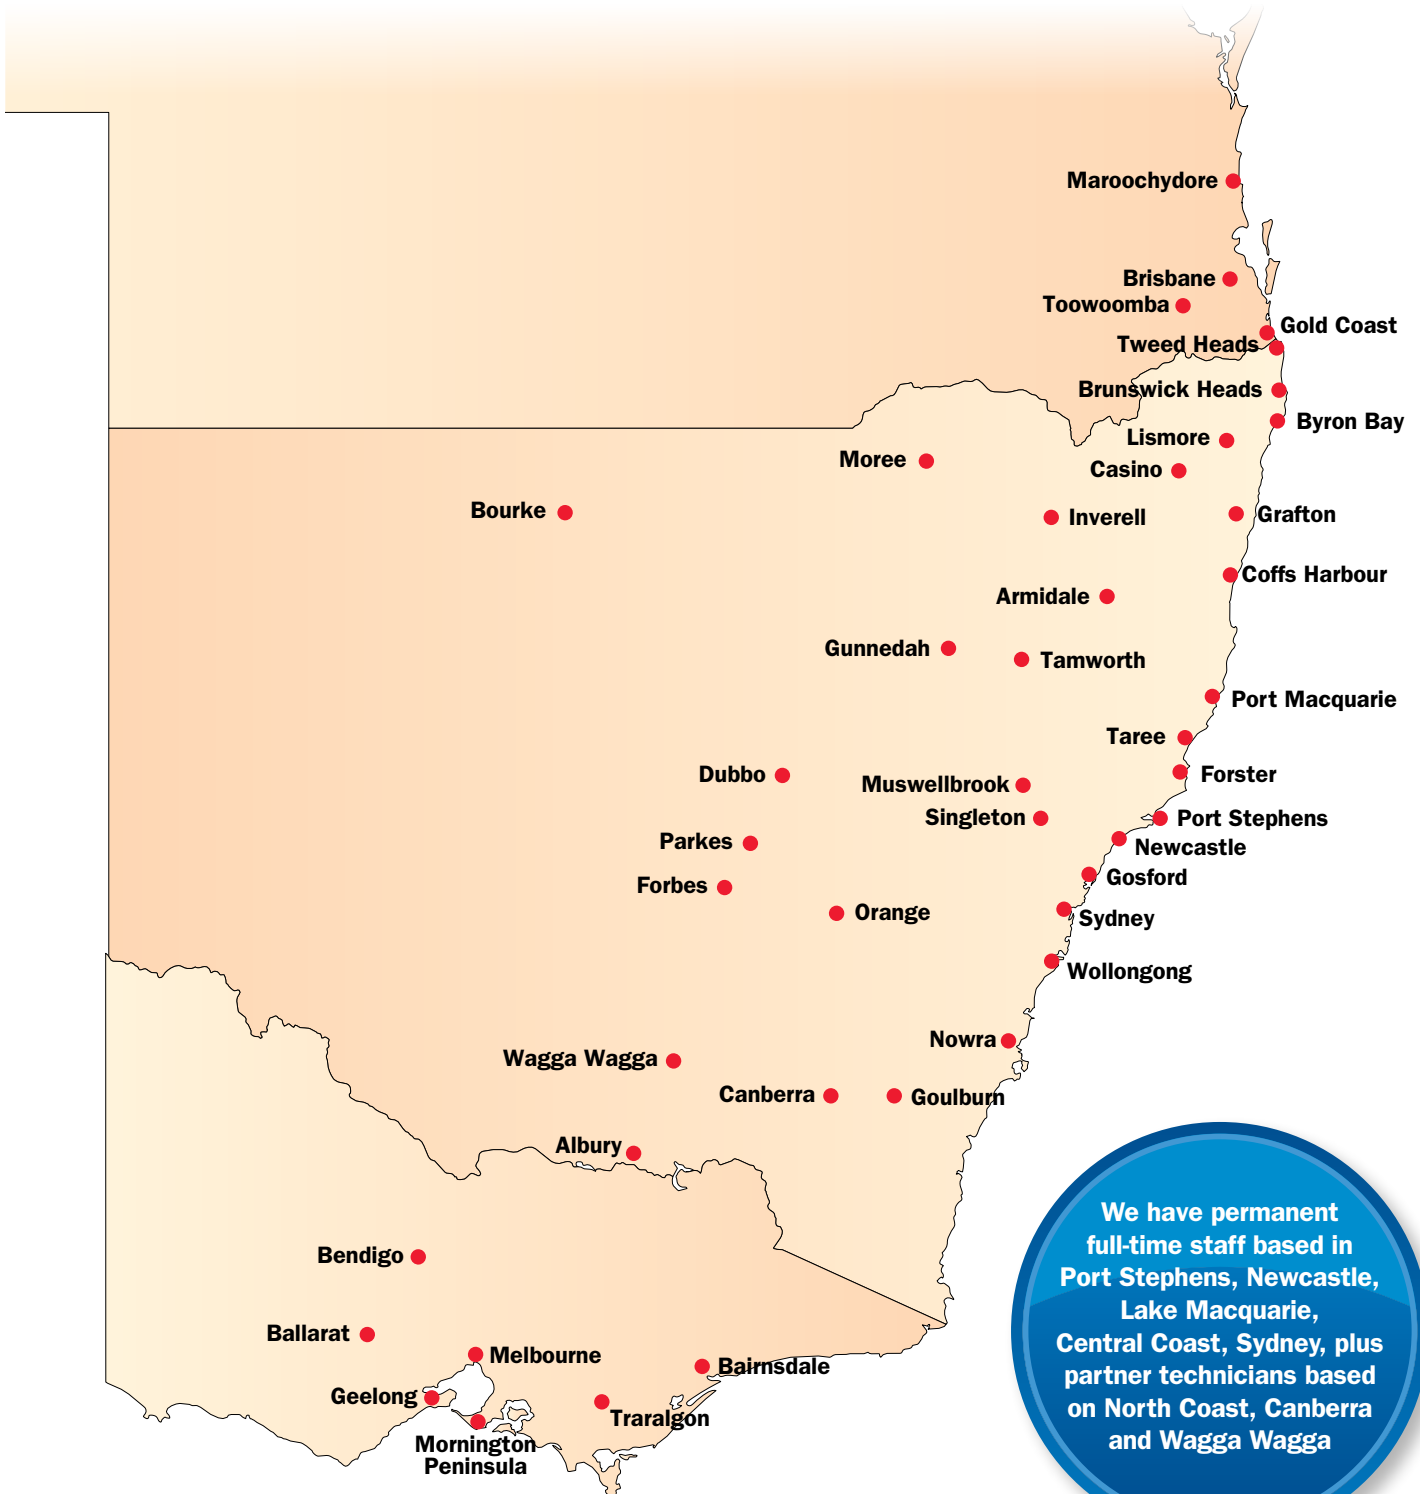 Maroochydore
Brisbane
Toowoomba
Gold Coast
Tweed Heads
Brunswick Heads
Byron Bay
Lismore
Moree
Casino
Bourke
Inverell
Grafton
Coffs Harbour
Armidale
Gunnedah
Tamworth
Port Macquarie
Taree
Dubbo
Forster
Muswellbrook
Singleton
Port Stephens
Parkes
Newcastle
Gosford
Forbes
Orange
Sydney
Wollongong
Nowra
Wagga Wagga
Canberra
Goulburn
Albury
Bendigo
Ballarat
Melbourne
Bairnsdale
Geelong
Traralgon
Mornington
Peninsula
We have permanent
full-time staff based in
Port Stephens, Newcastle,
Lake Macquarie,
Central Coast, Sydney, plus
partner technicians based
on North Coast, Canberra
and Wagga Wagga